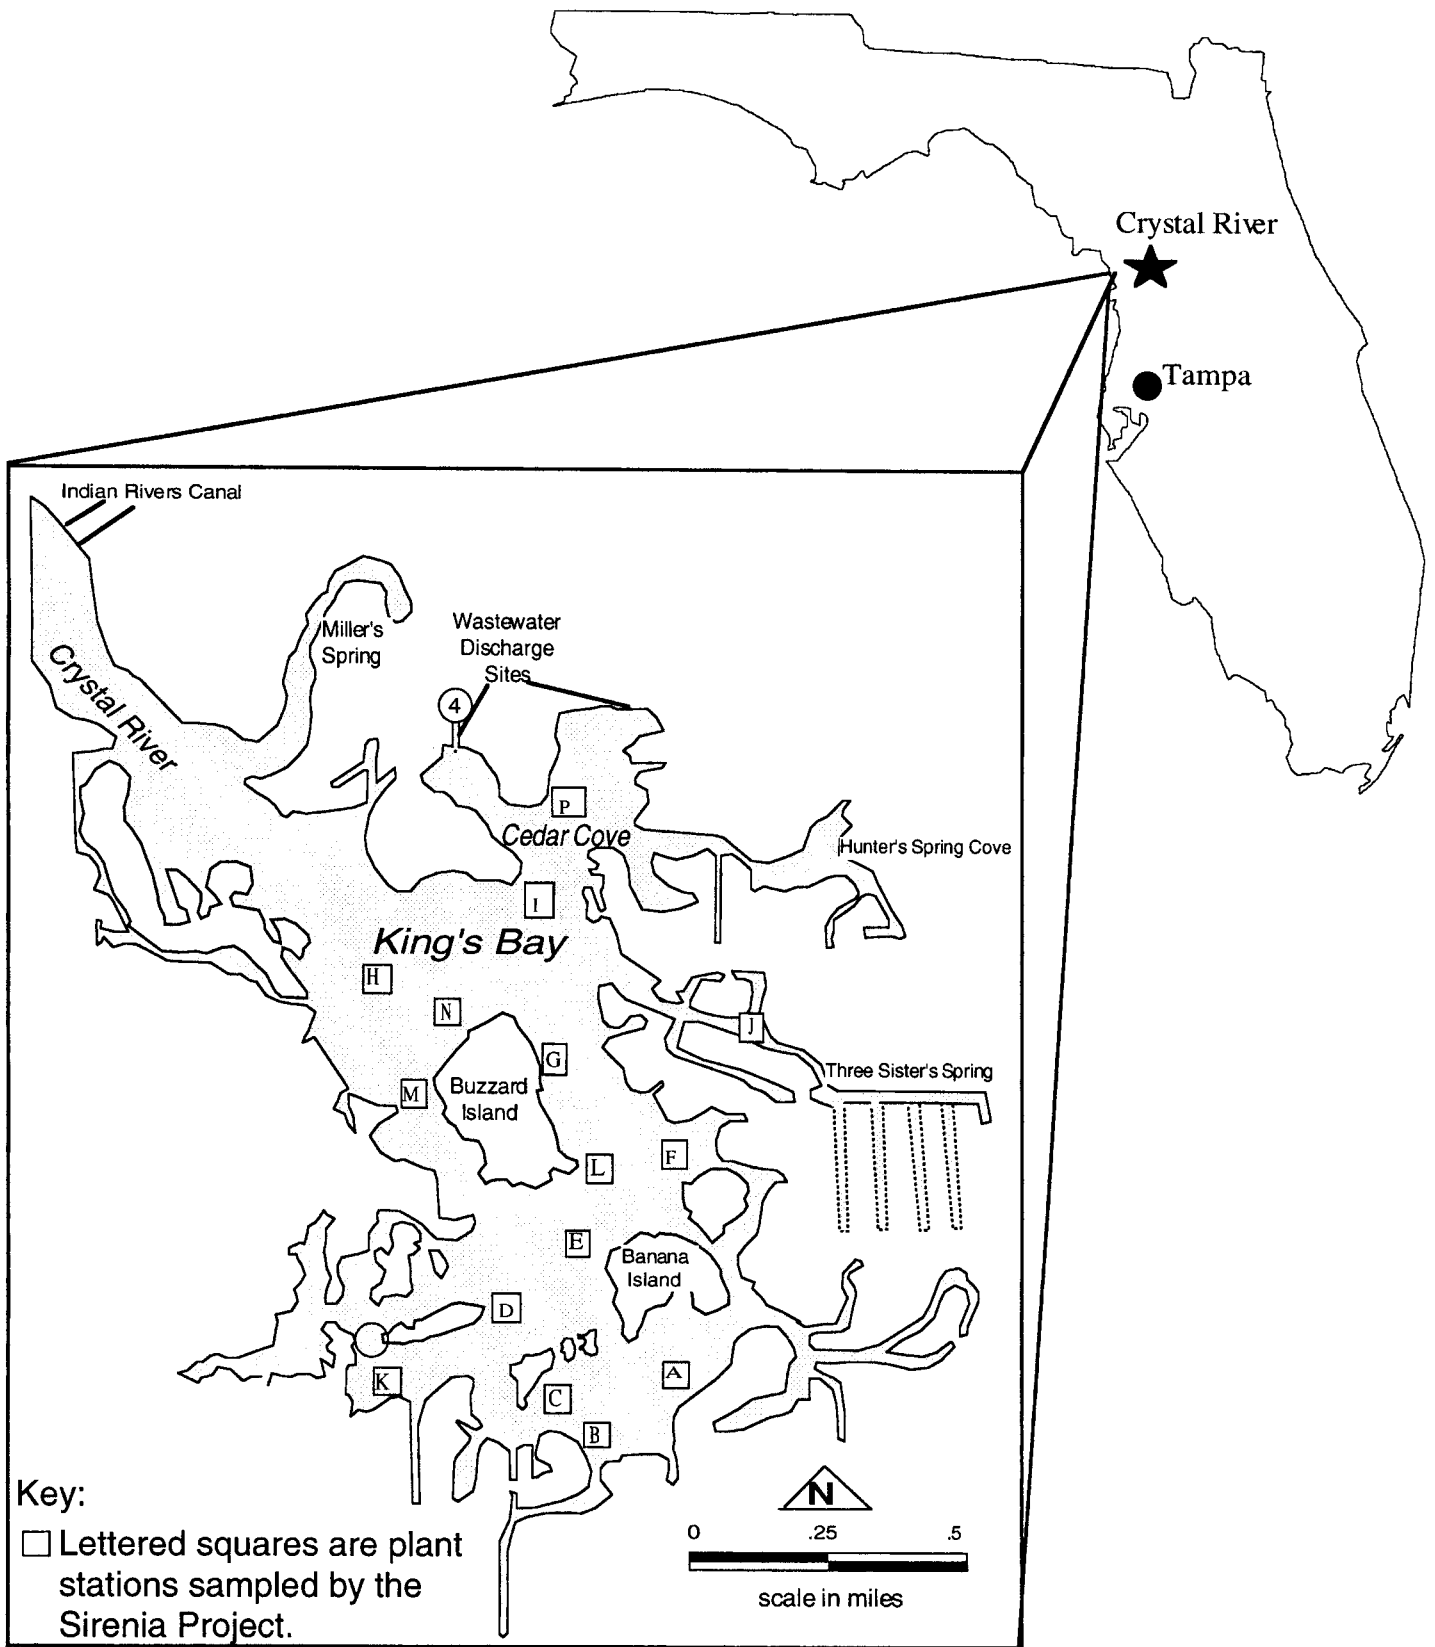 Crystal River
Tampa
Indian Rivers Canal
Miller's
Spring
Wastewater
Discharge
Sites
Crystal River
4
P
Cedar Cove
Hunter's Spring Cove
I
King's Bay
H
N
J
G
Three Sister's Spring
M
Buzzard
Island
L
F
E
Banana
Island
D
A
K
C
B
N
Key:
Lettered squares are plant
stations sampled by the
Sirenia Project.
0 .25 .5
scale in miles